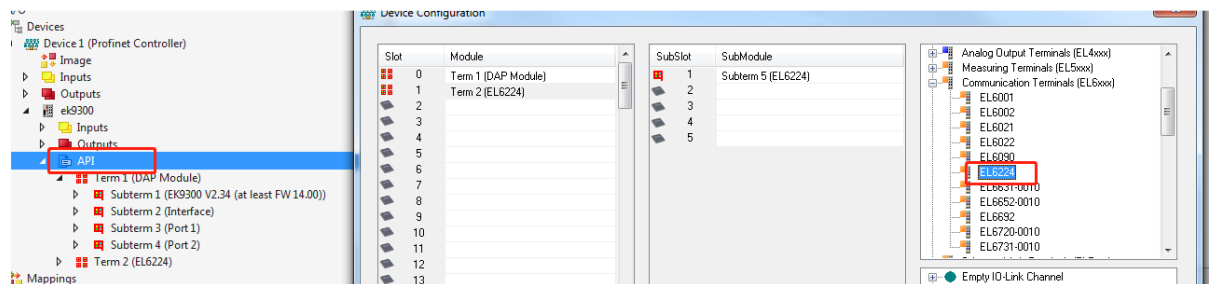 Devices
Device 1 (Profinet Controller)
Image
Inputs
Outputs
ek9300
Inputs
Outputs
API
Term 1 (DAP Module)
Subterm 1 (EK9300 V2.34 (at least FW 14.00))
Subterm 2 (Interface)
Subterm 3 (Port 1)
Subterm 4 (Port 2)
Term 2 (EL6224)
Mappings
Device Configuration
Slot Module
0 Term 1 (DAP Module)
1 Term 2 (EL6224)
2
3
4
5
6
7
8
9
10
11
12
13
SubSlot SubModule
1 Subterm 5 (EL6224)
2
3
4
5
Analog Output Terminals (EL4xxx)
Measuring Terminals (EL5xxx)
Communication Terminals (EL6xxx)
EL6001
EL6002
EL6021
EL6022
EL6090
EL6224
EL6631-0010
EL6652-0010
EL6692
EL6720-0010
EL6731-0010
Empty IO-Link Channel